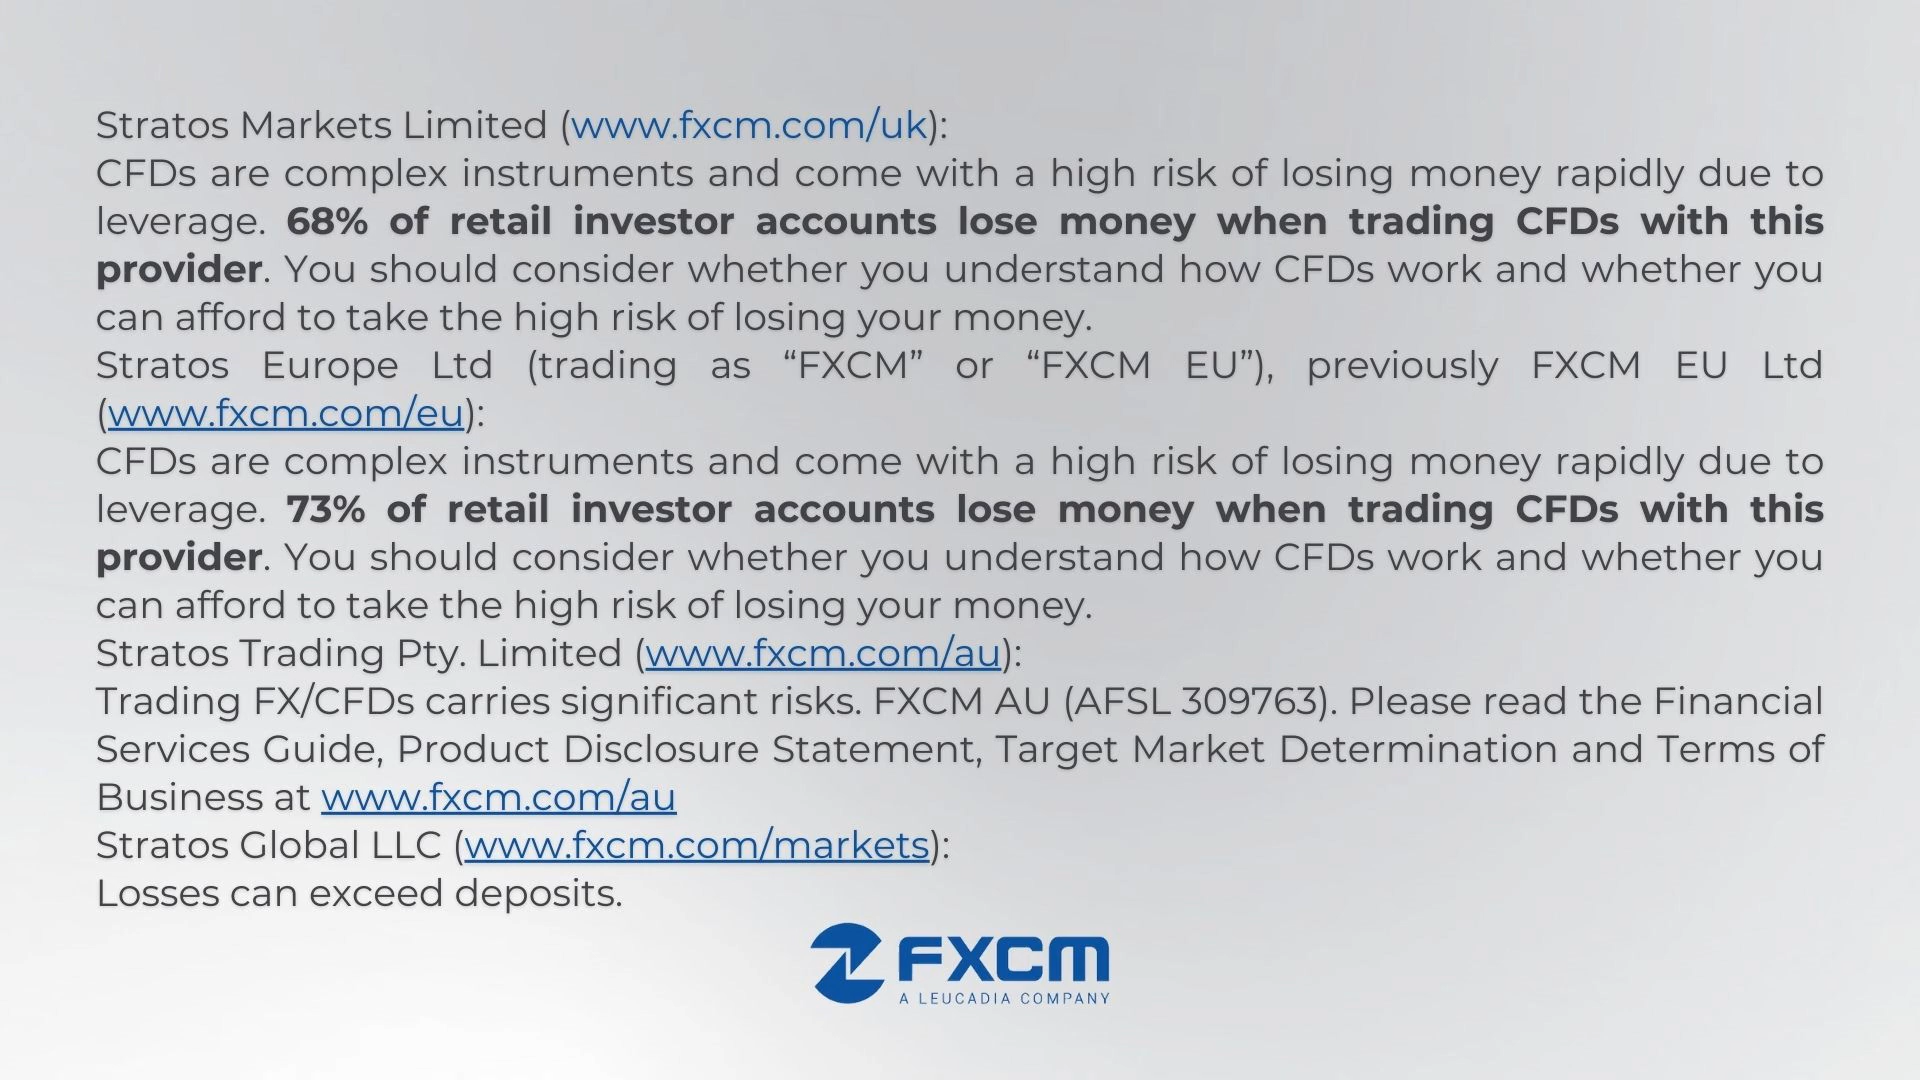 Stratos Markets Limited (www.fxcm.com/uk):
CFDs are complex instruments and come with a high risk of losing money rapidly due to
leverage. 68% of retail investor accounts lose money when trading CFDs with this
provider. You should consider whether you understand how CFDs work and whether you
can afford to take the high risk of losing your money.
Stratos Europe Ltd (trading as “FXCM” or “FXCM EU”), previously FXCM EU Ltd
(www.fxcm.com/eu):
CFDs are complex instruments and come with a high risk of losing money rapidly due to
leverage. 73% of retail investor accounts lose money when trading CFDs with this
provider. You should consider whether you understand how CFDs work and whether you
can afford to take the high risk of losing your money.
Stratos Trading Pty. Limited (www.fxcm.com/au):
Trading FX/CFDs carries significant risks. FXCM AU (AFSL 309763). Please read the Financial
Services Guide, Product Disclosure Statement, Target Market Determination and Terms of
Business at www.fxcm.com/au
Stratos Global LLC (www.fxcm.com/markets):
Losses can exceed deposits.
FXCM
A LEUCADIA COMPANY